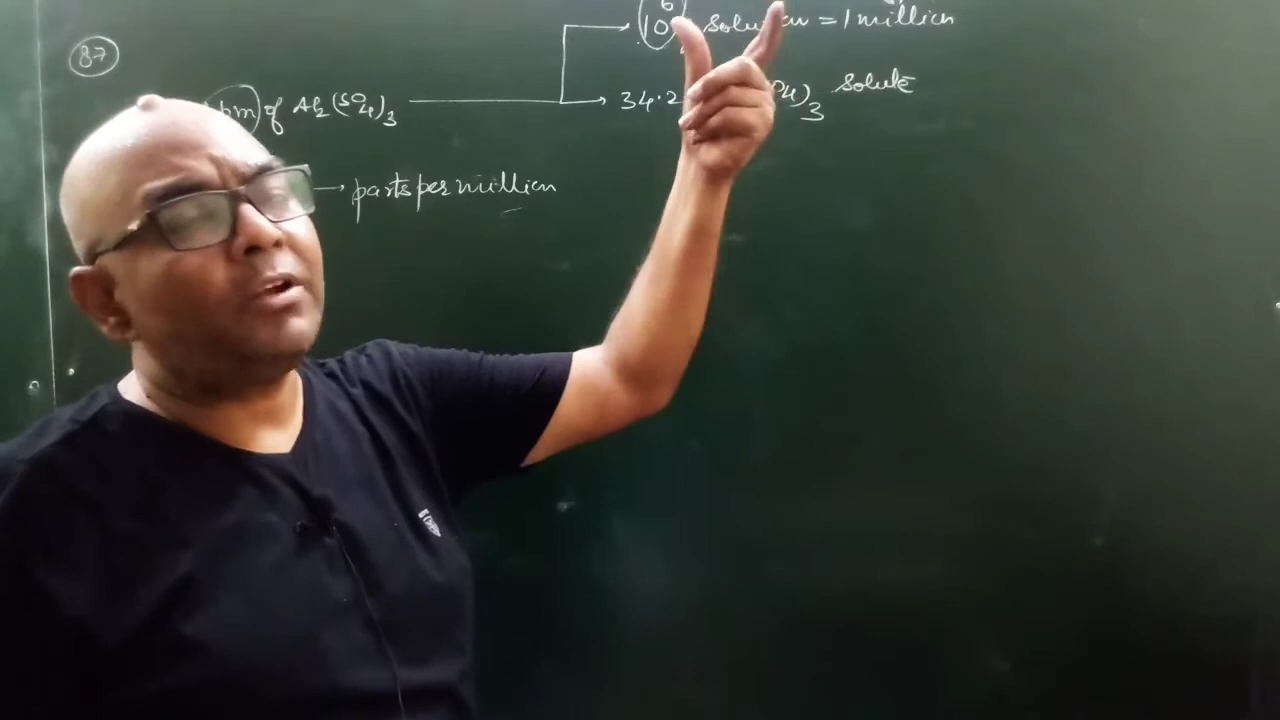 10⁶ solution = 1 million
87
ppm of Al₂(SO₄)₃ → 34.2 SO₄)₃ solute
→ parts per million